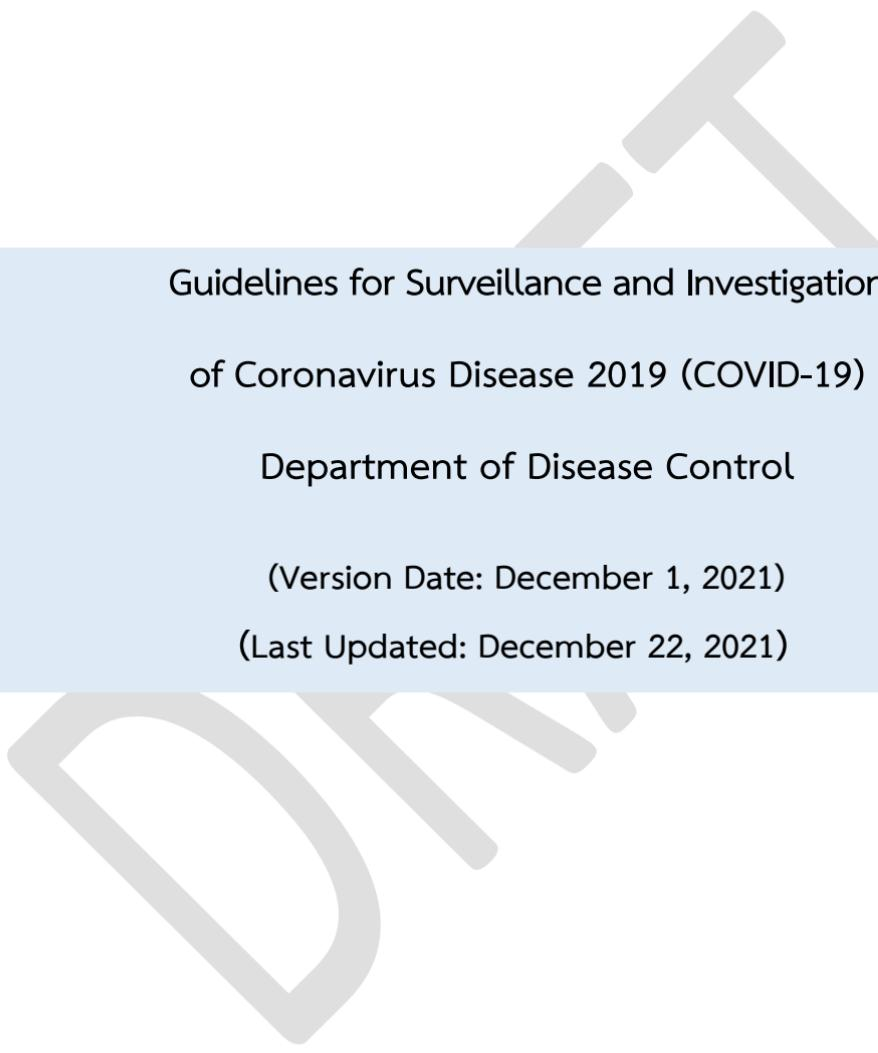 Guidelines for Surveillance and Investigation
of Coronavirus Disease 2019 (COVID-19)
Department of Disease Control
(Version Date: December 1, 2021)
(Last Updated: December 22, 2021)
DRAFT